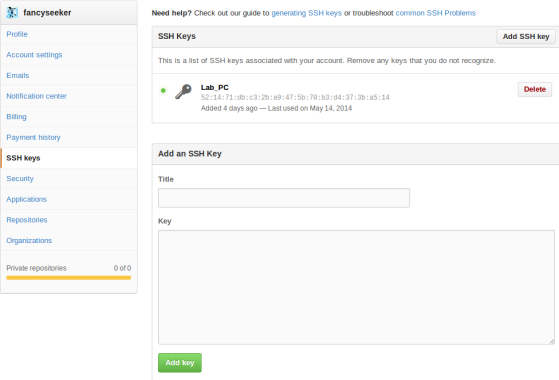 fancyseeker
Profile
Account settings
Emails
Notification center
Billing
Payment history
SSH keys
Security
Applications
Repositories
Organizations
Private repositories 0 of 0
Need help? Check out our guide to generating SSH keys or troubleshoot common SSH Problems
SSH Keys
Add SSH key
This is a list of SSH keys associated with your account. Remove any keys that you do not recognize.
Lab_PC
52:14:71:db:c3:2b:a9:47:5b:70:b3:d4:37:3b:a5:14
Added 4 days ago — Last used on May 14, 2014
Delete
Add an SSH Key
Title
Key
Add key